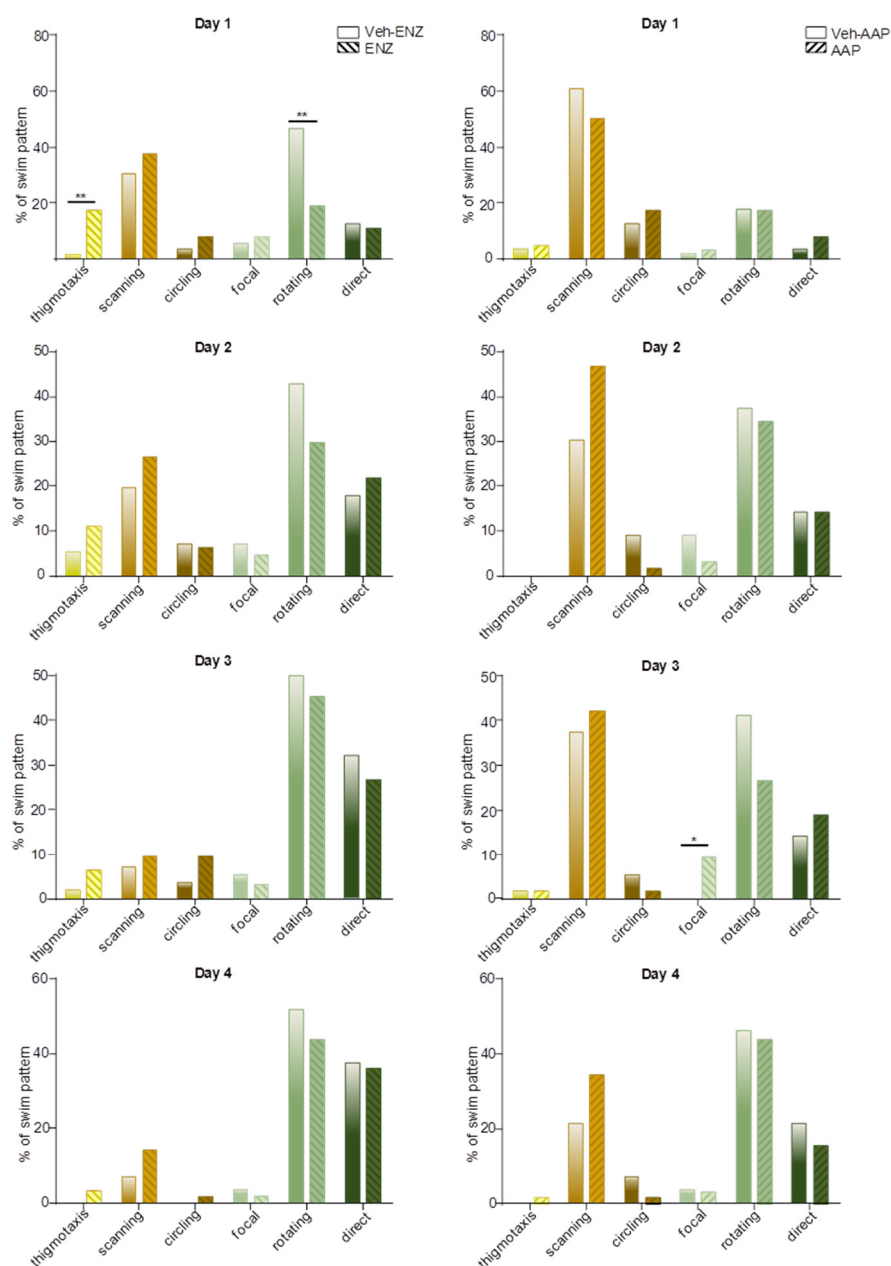 Day 1
Veh-ENZ
ENZ
% of swim pattern
80
60
40
20
**
**
thigmotaxis
scanning
circling
focal
rotating
direct
Day 1
Veh-AAP
AAP
% of swim pattern
80
60
40
20
0
thigmotaxis
scanning
circling
focal
rotating
direct
Day 2
% of swim pattern
50
40
30
20
10
0
thigmotaxis
scanning
circling
focal
rotating
direct
Day 2
% of swim pattern
50
40
30
20
10
0
thigmotaxis
scanning
circling
focal
rotating
direct
Day 3
% of swim pattern
50
40
30
20
10
0
thigmotaxis
scanning
circling
focal
rotating
direct
Day 3
% of swim pattern
50
40
30
20
10
0
*
thigmotaxis
scanning
circling
focal
rotating
direct
Day 4
% of swim pattern
60
40
20
0
thigmotaxis
scanning
circling
focal
rotating
direct
Day 4
% of swim pattern
60
40
20
0
thigmotaxis
scanning
circling
focal
rotating
direct